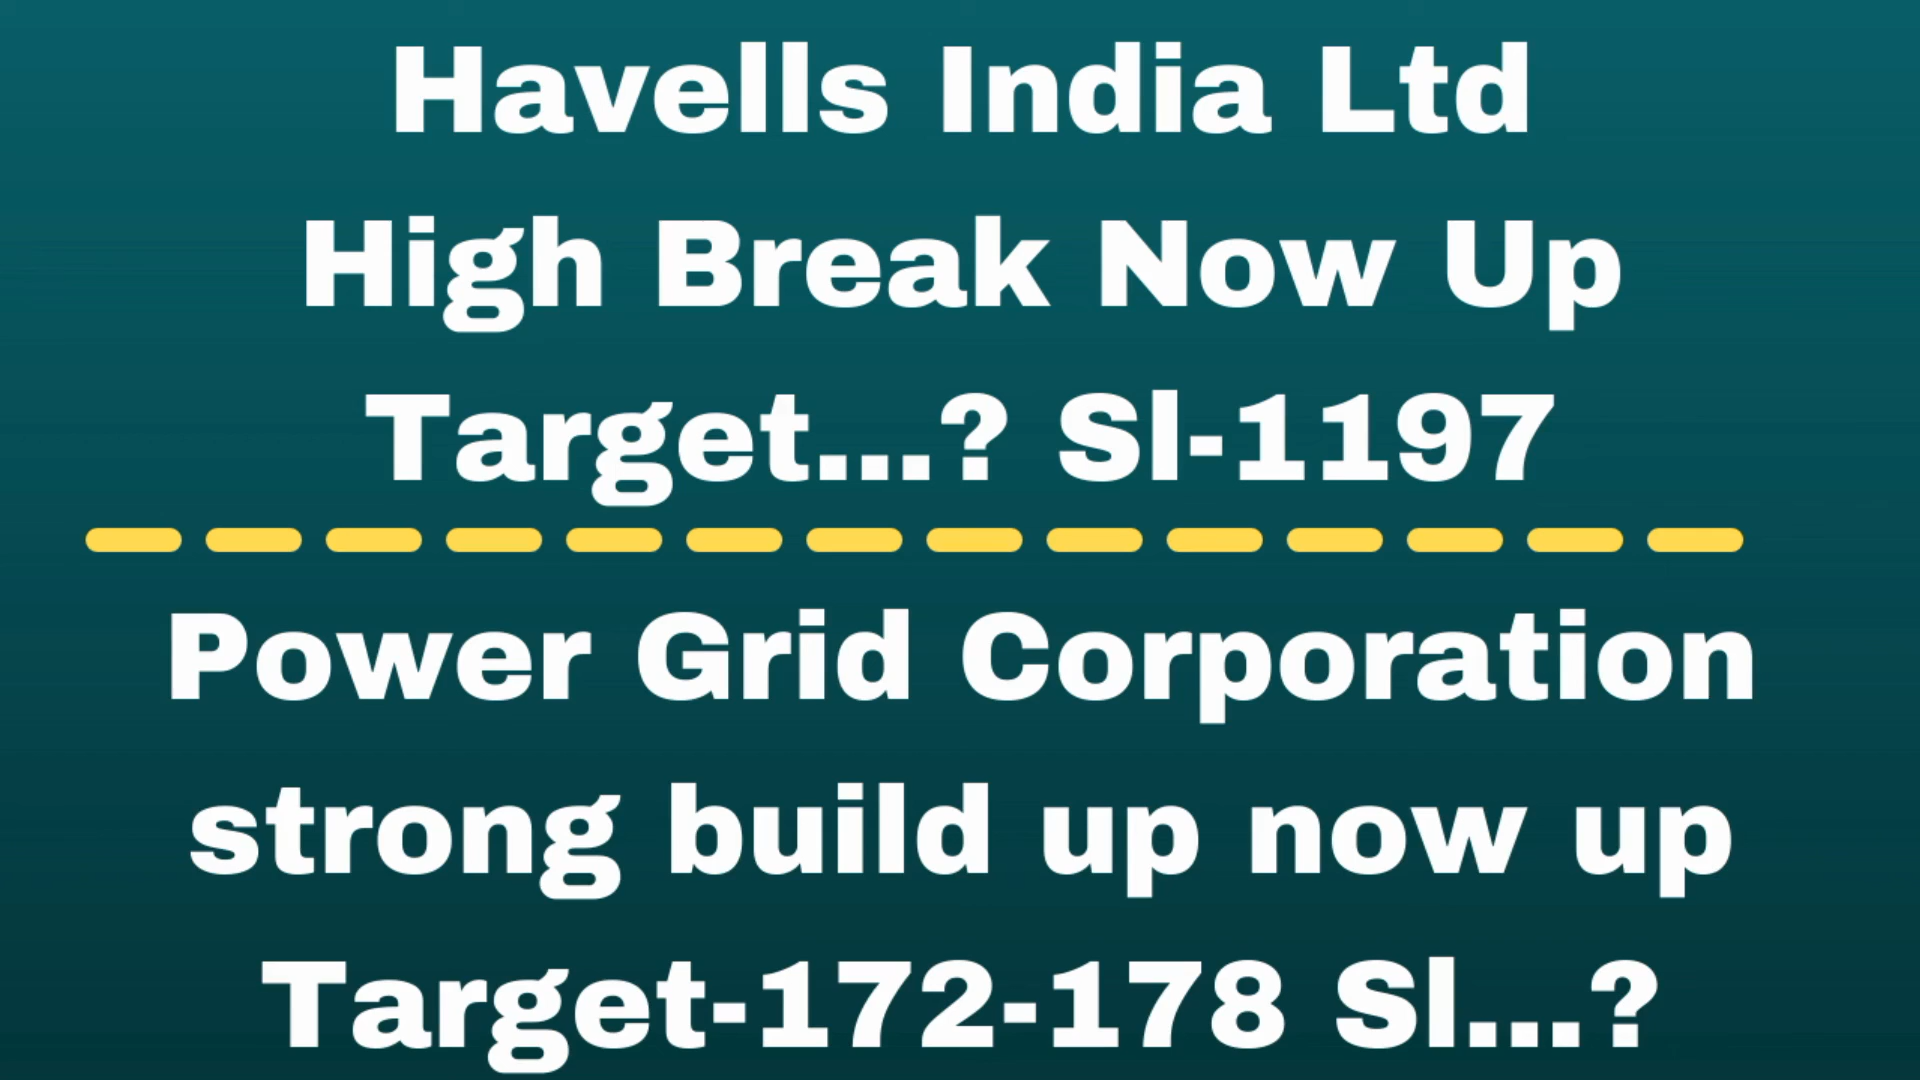 Havells India Ltd
High Break Now Up
Target...? Sl-1197
Power Grid Corporation
strong build up now up
Target-172-178 Sl...?